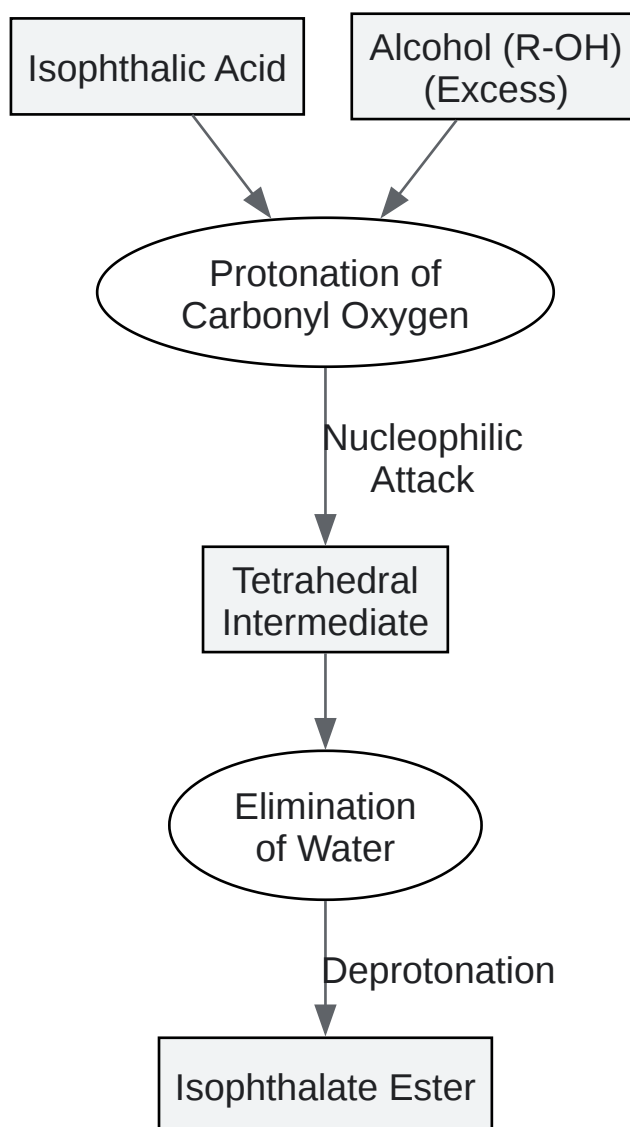 Isophthalic Acid
Alcohol (R-OH)
(Excess)
Protonation of
Carbonyl Oxygen
Nucleophilic
Attack
Tetrahedral
Intermediate
Elimination
of Water
Deprotonation
Isophthalate Ester